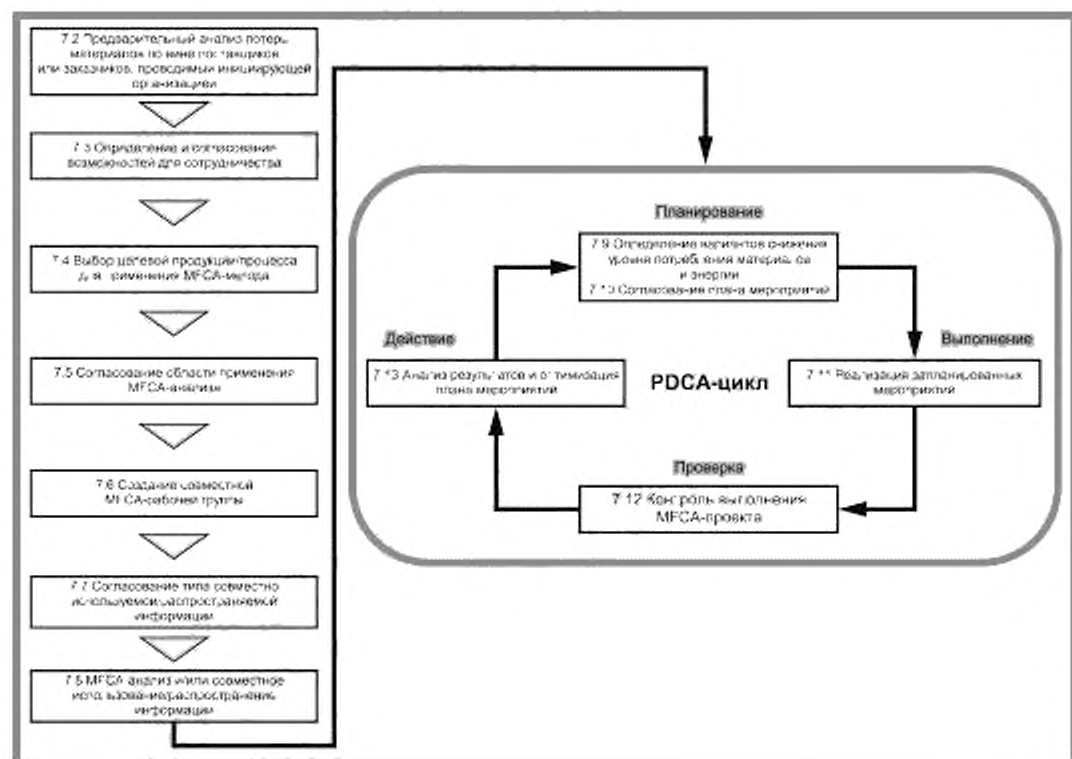 7.2 Предварительный анализ потерь
материалов по вине поставщиков
или заказчиков, проводимый инициирующей
организацией
7.3 Определение и согласование
возможностей для сотрудничества
7.4 Выбор целевой продукции/процесса
для применения MFCA-метода
7.5 Согласование области применения
MFCA-анализа
7.6 Создание совместной
MFCA-рабочей группы
7.7 Согласование типа совместно
используемой/распространяемой
информации
7.8 MFCA анализ и/или совместное
использование/распространение
информации
Планирование
7.9 Определение вариантов снижения
уровня потребления материалов
и энергии
7.10 Согласование плана мероприятий
Действие
Выполнение
7.13 Анализ результатов и оптимизация
плана мероприятий
PDCA-цикл
7.11 Реализация запланированных
мероприятий
Проверка
7.12 Контроль выполнения
MFCA-проекта